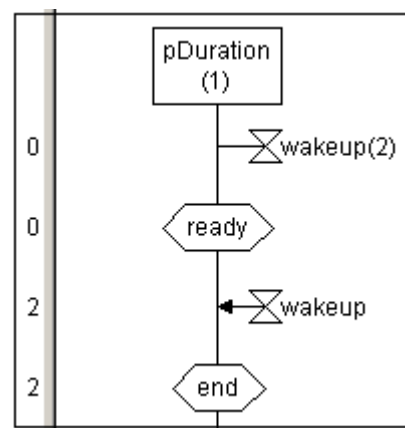 pDuration
(1)
0 wakeup(2)
0 ready
2 wakeup
2 end